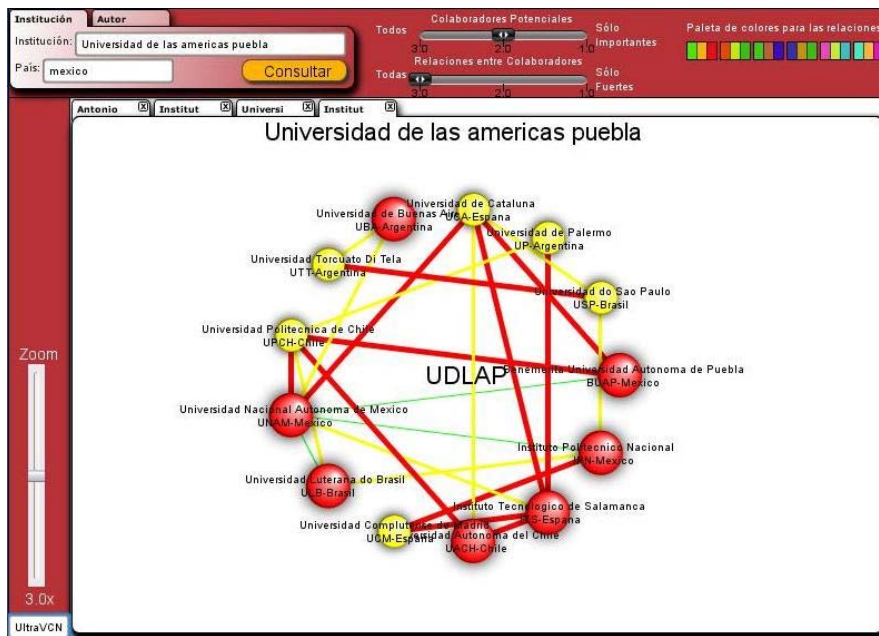 Institución
Autor
Institución:
Universidad de las americas puebla
País:
mexico
Consultar
Colaboradores Potenciales
Todos
Sólo
Importantes
3.0
2.0
1.0
Relaciones entre Colaboradores
Todas
Sólo
Fuertes
3.0
2.0
1.0
Paleta de colores para las relaciones
Antonio
Institut
Universi
Institut
Universidad de las americas puebla
Universidad de Cataluna
UCA-Espana
Universidad de Buenos Aire
UBA-Argentina
Universidad de Palermo
UP-Argentina
Universidad Torcuato Di Tela
UTT-Argentina
Universidad do Sao Paulo
USP-Brasil
Universidad Politecnica de Chile
UPCH-Chile
Benemerita Universidad Autonoma de Puebla
BUAP-Mexico
UDLAP
Universidad Nacional Autonoma de Mexico
UNAM-Mexico
Instituto Politecnico Nacional
IPN-Mexico
Universidad Luterana do Brasil
ULB-Brasil
Instituto Tecnologico de Salamanca
ITS-Espana
Universidad Complutense de Madrid
UCM-Espana
Autonoma del Chile
UACH-Chile
Zoom
3.0x
UltraVCN